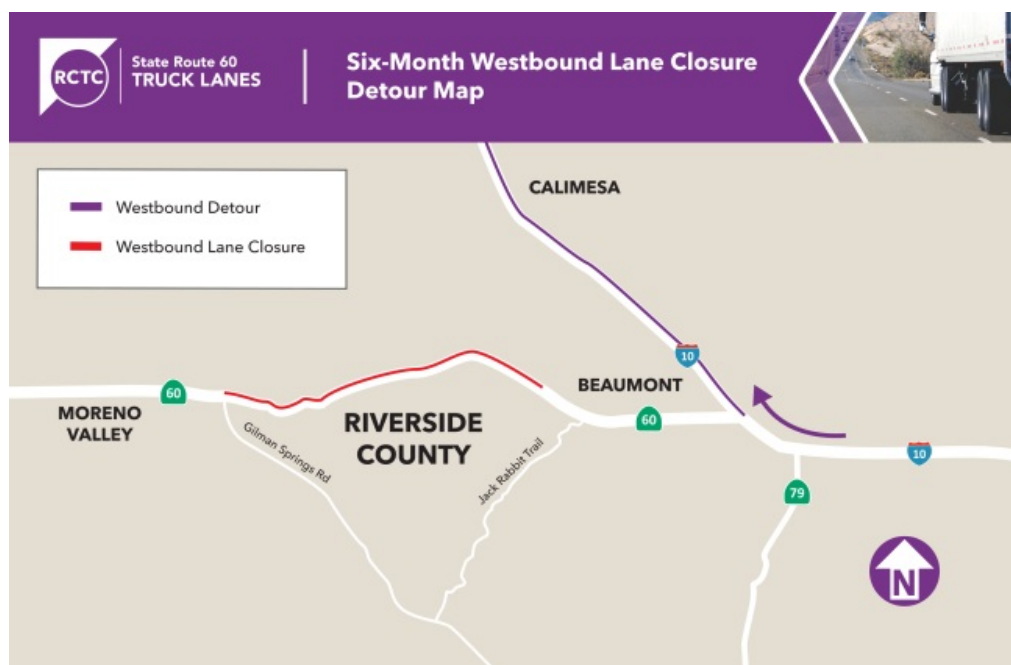 RCTC
State Route 60
TRUCK LANES
Six-Month Westbound Lane Closure
Detour Map
Westbound Detour
Westbound Lane Closure
CALIMESA
10
BEAUMONT
60
MORENO
VALLEY
RIVERSIDE
COUNTY
60
10
Gilman Springs Rd
Jack Rabbit Trail
79
N